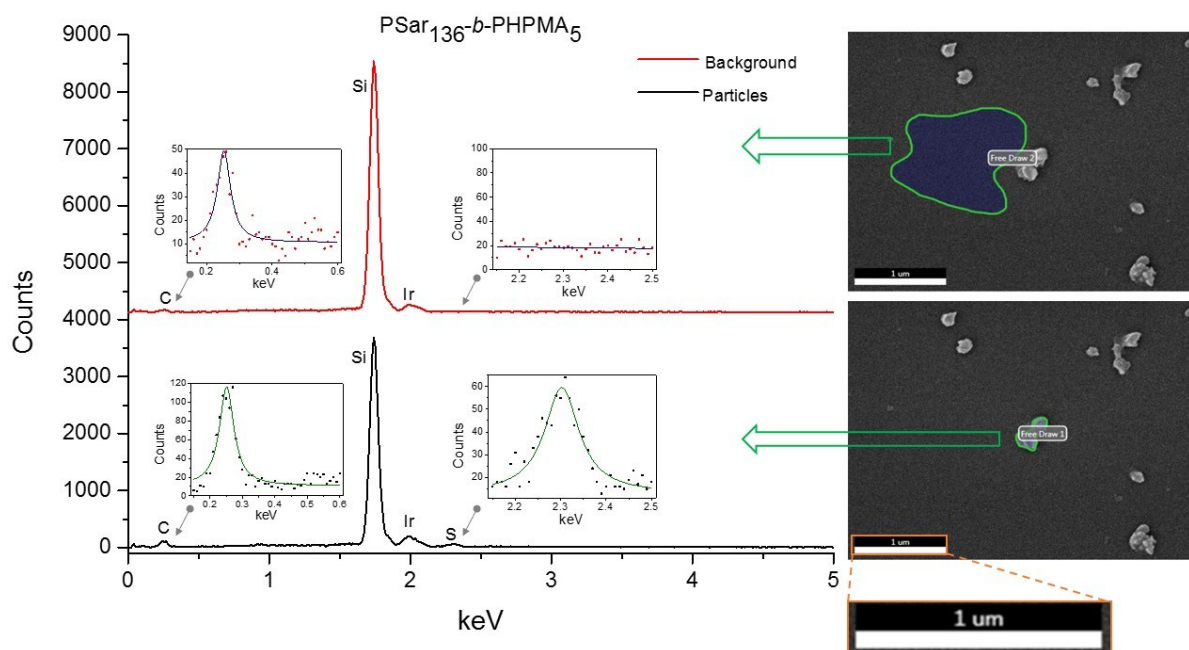 PSar136-b-PHPMA5
Background
Particles
Counts
9000
8000
7000
6000
5000
4000
3000
2000
1000
0
Si
C
Ir
Counts
50
40
30
20
10
0.2
0.4
0.6
keV
Counts
100
80
60
40
20
0
2.2
2.3
2.4
2.5
keV
Si
C
Ir
S
Counts
120
100
80
60
40
20
0
0.2
0.3
0.4
0.5
0.6
keV
Counts
60
50
40
30
20
2.2
2.3
2.4
2.5
keV
0
1
2
3
4
5
keV
Free Draw 2
1 um
Free Draw 1
1 um
1 um